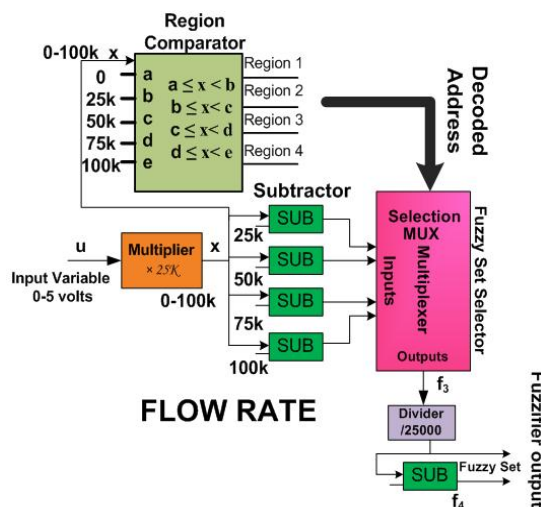 Region
Comparator
0-100k x
0
25k
50k
75k
100k
a
b
c
d
e
a ≤ x < b
b ≤ x < c
c ≤ x < d
d ≤ x < e
Region 1
Region 2
Region 3
Region 4
Decoded
Address
Subtractor
SUB
25k
SUB
50k
SUB
75k
SUB
100k
u
Input Variable
0-5 volts
Multiplier
× 25K
x
0-100k
Selection
MUX
Multiplexer
Inputs
Outputs
Fuzzy Set Selector
f3
FLOW RATE
Divider
/25000
SUB
Fuzzy Set
f4
Fuzzifier output